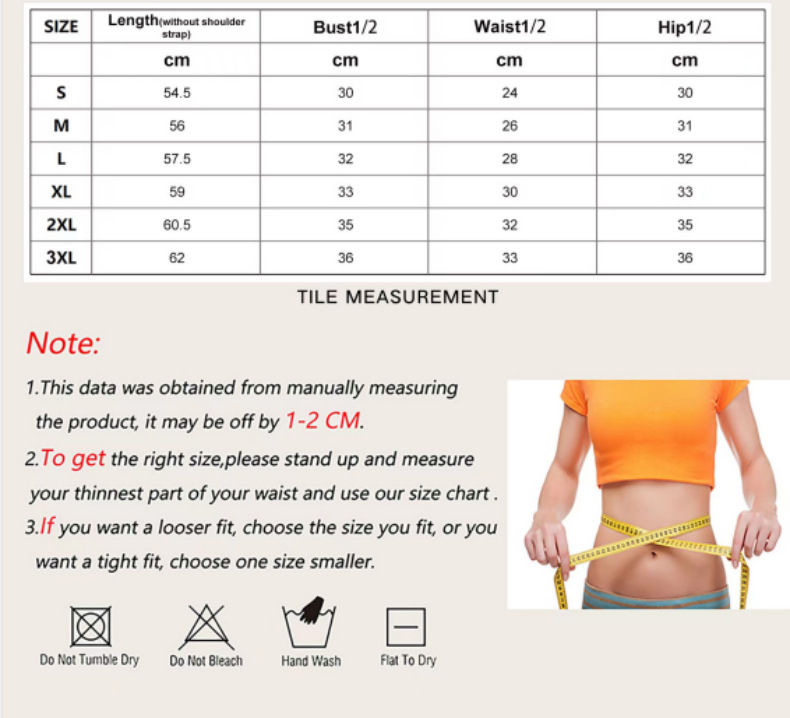 SIZE Length(without shoulder strap) Bust1/2 Waist1/2 Hip1/2
cm cm cm cm
S 54.5 30 24 30
M 56 31 26 31
L 57.5 32 28 32
XL 59 33 30 33
2XL 60.5 35 32 35
3XL 62 36 33 36
TILE MEASUREMENT
Note:
1.This data was obtained from manually measuring
the product, it may be off by 1-2 CM.
2.To get the right size,please stand up and measure
your thinnest part of your waist and use our size chart .
3.If you want a looser fit, choose the size you fit, or you
want a tight fit, choose one size smaller.
Do Not Tumble Dry Do Not Bleach Hand Wash Flat To Dry